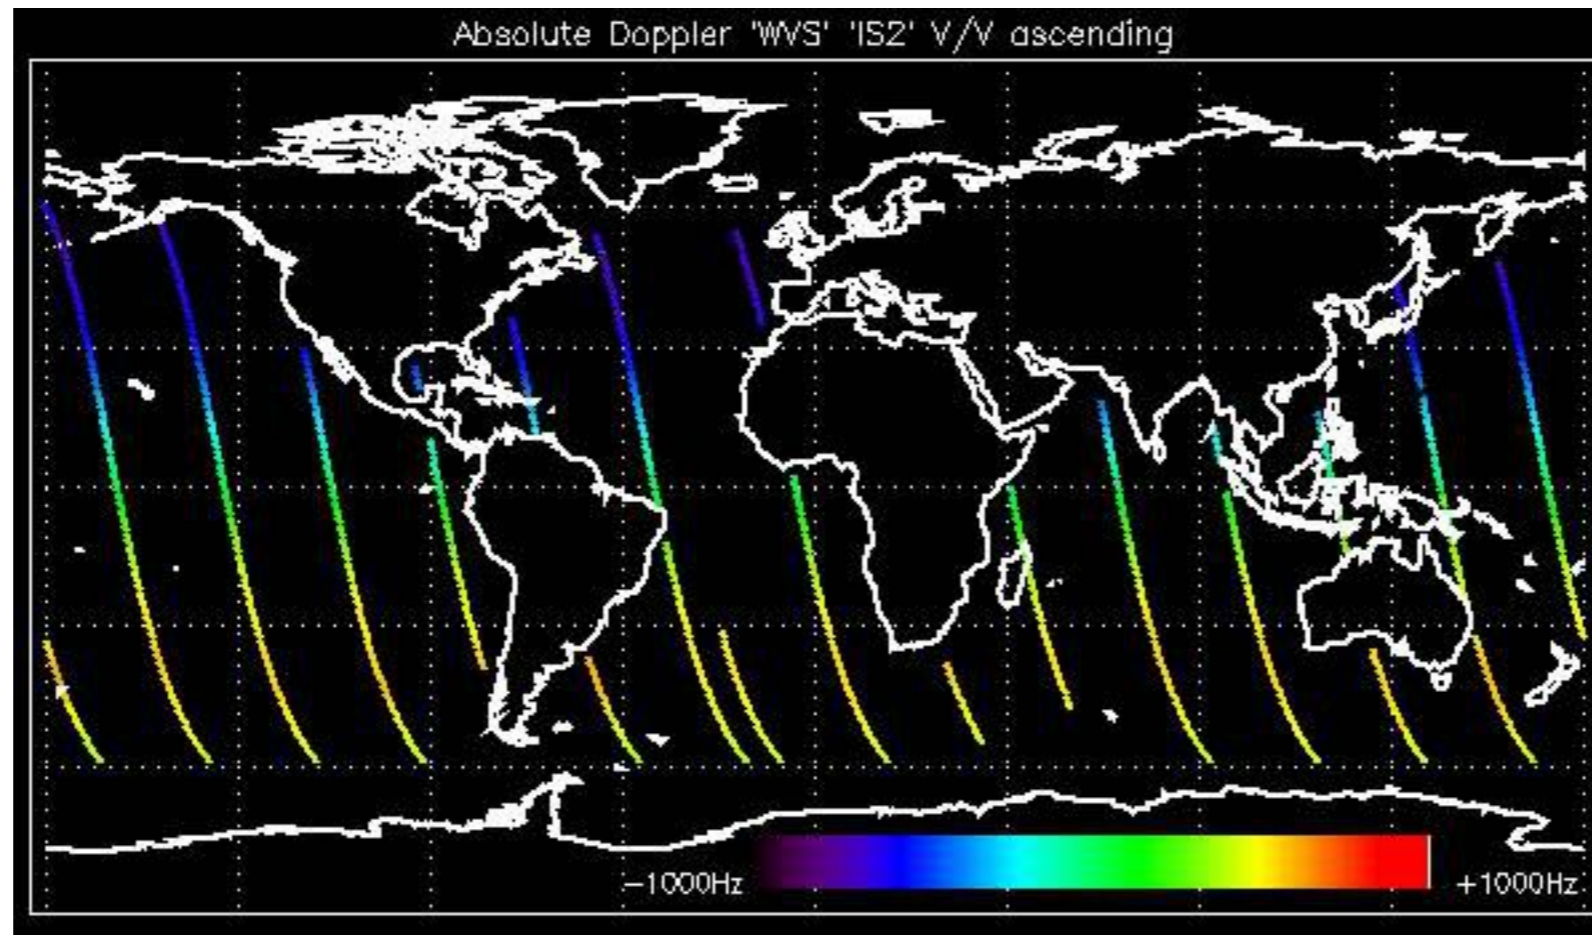 Absolute Doppler 'WVS' 'IS2' V/V ascending
-1000Hz +1000Hz